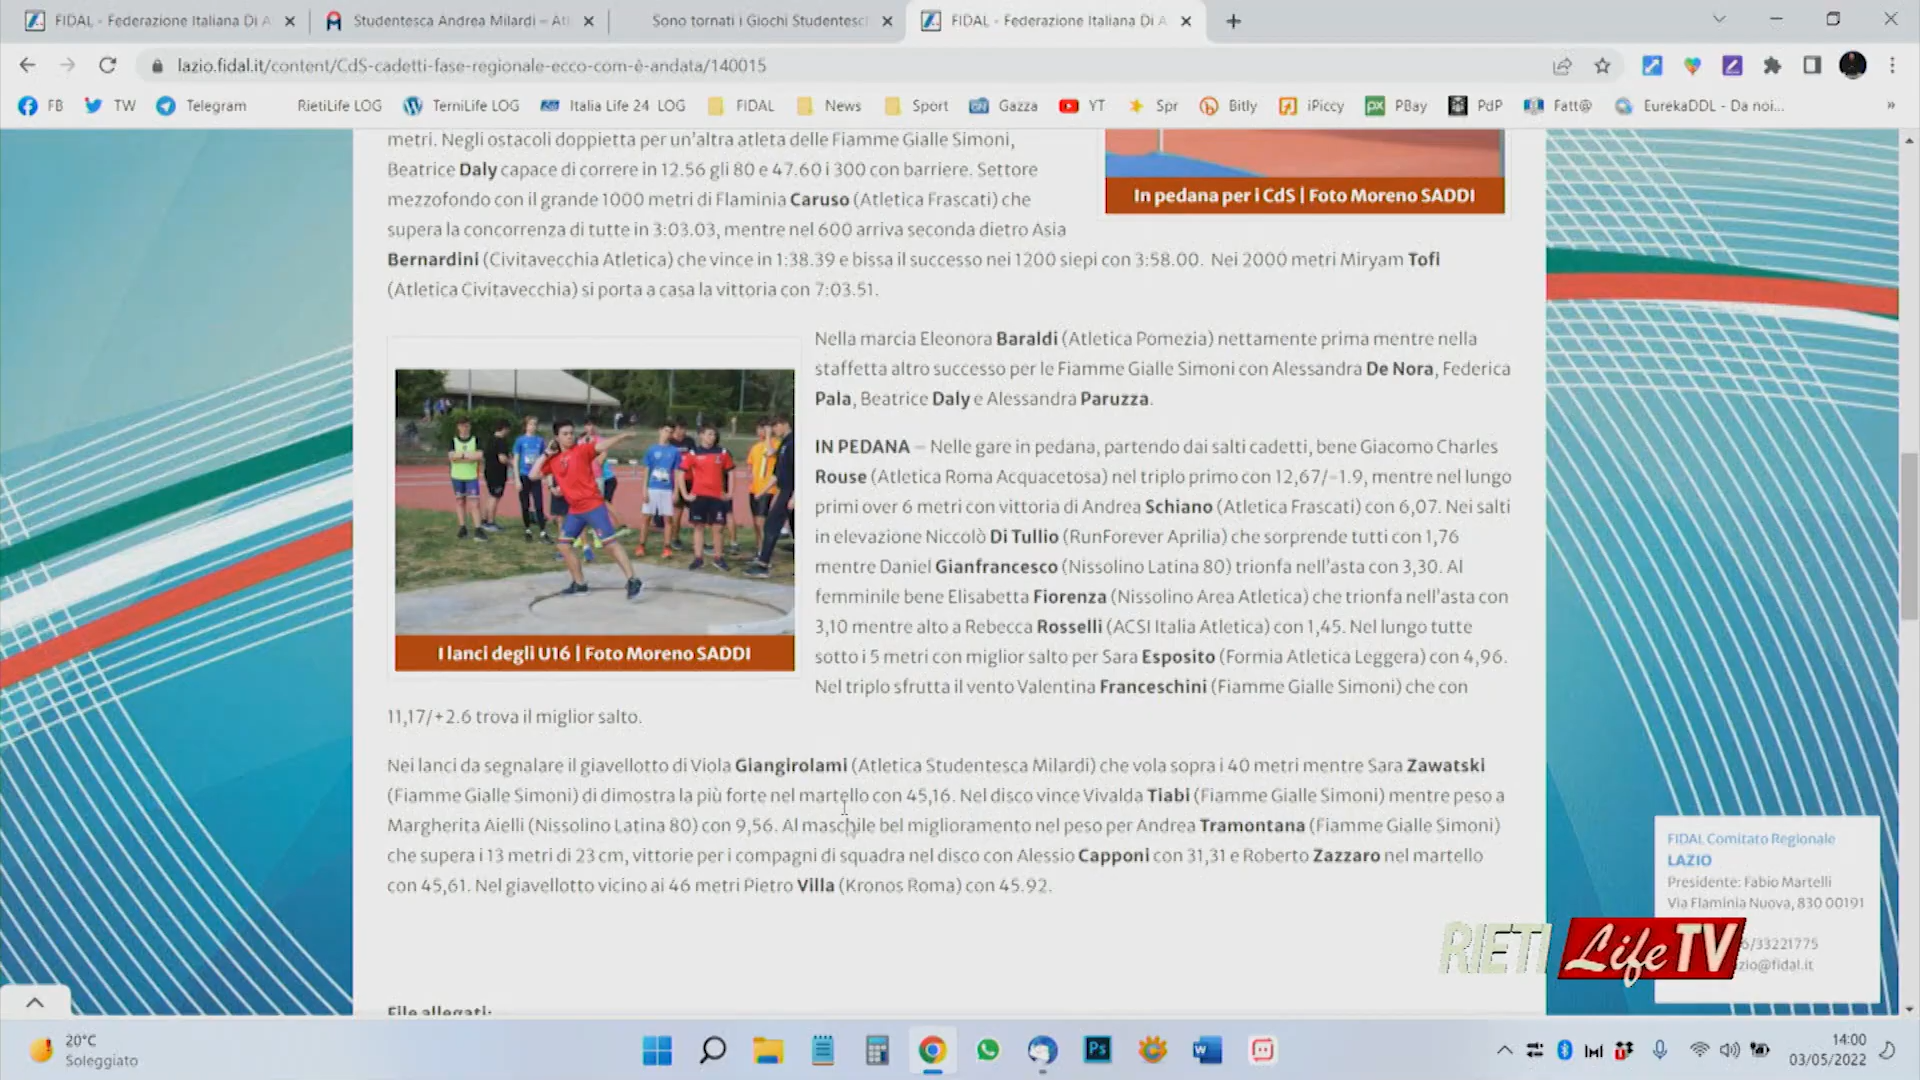 FIDAL - Federazione Italiana Di A
Studentesca Andrea Milardi – At
Sono tornati i Giochi Studentesc
FIDAL - Federazione Italiana Di A
lazio.fidal.it/content/CdS-cadetti-fase-regionale-ecco-com-è-andata/140015
FB TW Telegram RietiLife LOG TerniLife LOG Italia Life 24 LOG FIDAL News Sport Gazza YT Spr Bitly iPiccy PBay PdP Fatt@ EurekaDDL - Da noi... »
metri. Negli ostacoli doppietta per un'altra atleta delle Fiamme Gialle Simoni,
Beatrice Daly capace di correre in 12.56 gli 80 e 47.60 i 300 con barriere. Settore
mezzofondo con il grande 1000 metri di Flaminia Caruso (Atletica Frascati) che
supera la concorrenza di tutte in 3:03.03, mentre nel 600 arriva seconda dietro Asia
Bernardini (Civitavecchia Atletica) che vince in 1:38.39 e bissa il successo nei 1200 siepi con 3:58.00. Nei 2000 metri Miryam Tofi
(Atletica Civitavecchia) si porta a casa la vittoria con 7:03.51.
In pedana per i CdS | Foto Moreno SADDI
Nella marcia Eleonora Baraldi (Atletica Pomezia) nettamente prima mentre nella
staffetta altro successo per le Fiamme Gialle Simoni con Alessandra De Nora, Federica
Pala, Beatrice Daly e Alessandra Paruzza.
IN PEDANA – Nelle gare in pedana, partendo dai salti cadetti, bene Giacomo Charles
Rouse (Atletica Roma Acquacetosa) nel triplo primo con 12,67/-1.9, mentre nel lungo
primi over 6 metri con vittoria di Andrea Schiano (Atletica Frascati) con 6,07. Nei salti
in elevazione Niccolò Di Tullio (RunForever Aprilia) che sorprende tutti con 1,76
mentre Daniel Gianfrancesco (Nissolino Latina 80) trionfa nell'asta con 3,30. Al
femminile bene Elisabetta Fiorenza (Nissolino Area Atletica) che trionfa nell'asta con
3,10 mentre alto a Rebecca Rosselli (ACSI Italia Atletica) con 1,45. Nel lungo tutte
sotto i 5 metri con miglior salto per Sara Esposito (Formia Atletica Leggera) con 4,96.
Nel triplo sfrutta il vento Valentina Franceschini (Fiamme Gialle Simoni) che con
11,17/+2.6 trova il miglior salto.
I lanci degli U16 | Foto Moreno SADDI
Nei lanci da segnalare il giavellotto di Viola Giangirolami (Atletica Studentesca Milardi) che vola sopra i 40 metri mentre Sara Zawatski
(Fiamme Gialle Simoni) di dimostra la più forte nel martello con 45,16. Nel disco vince Vivalda Tiabi (Fiamme Gialle Simoni) mentre peso a
Margherita Aielli (Nissolino Latina 80) con 9,56. Al maschile bel miglioramento nel peso per Andrea Tramontana (Fiamme Gialle Simoni)
che supera i 13 metri di 23 cm, vittorie per i compagni di squadra nel disco con Alessio Capponi con 31,31 e Roberto Zazzaro nel martello
con 45,61. Nel giavellotto vicino ai 46 metri Pietro Villa (Kronos Roma) con 45.92.
File allegati:
FIDAL Comitato Regionale
LAZIO
Presidente: Fabio Martelli
Via Flaminia Nuova, 830 00191
6/33221775
zio@fidal.it
RIETI Life TV
20°C
Soleggiato
Ps
W
14:00
03/05/2022